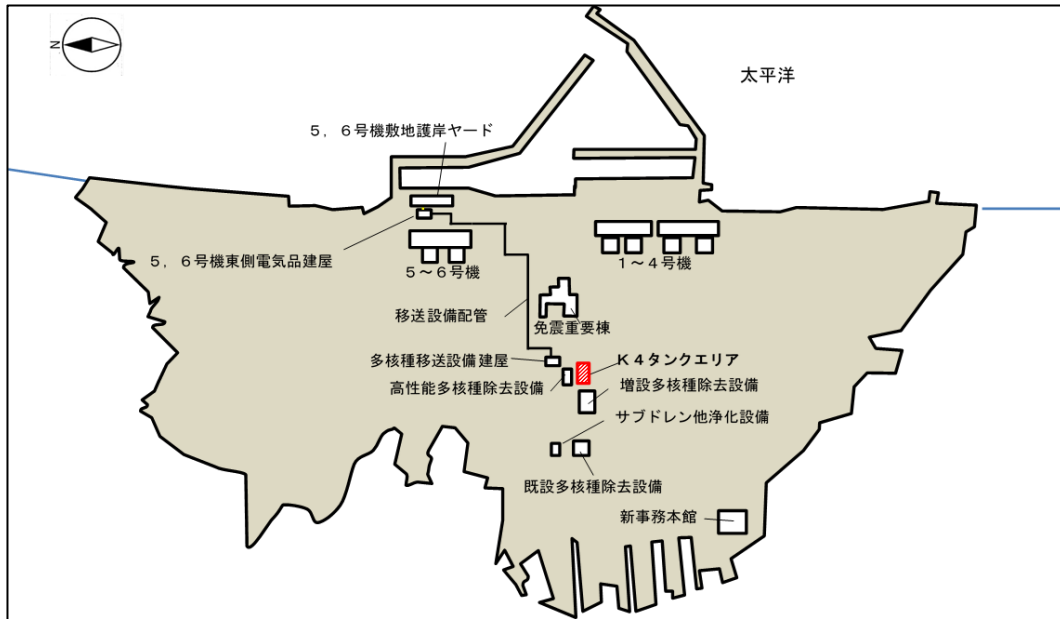 N
太平洋
５，６号機敷地護岸ヤード
５，６号機東側電気品建屋
５～６号機
１～４号機
移送設備配管
免震重要棟
多核種移送設備建屋
Ｋ４タンクエリア
高性能多核種除去設備
増設多核種除去設備
サブドレン他浄化設備
既設多核種除去設備
新事務本館